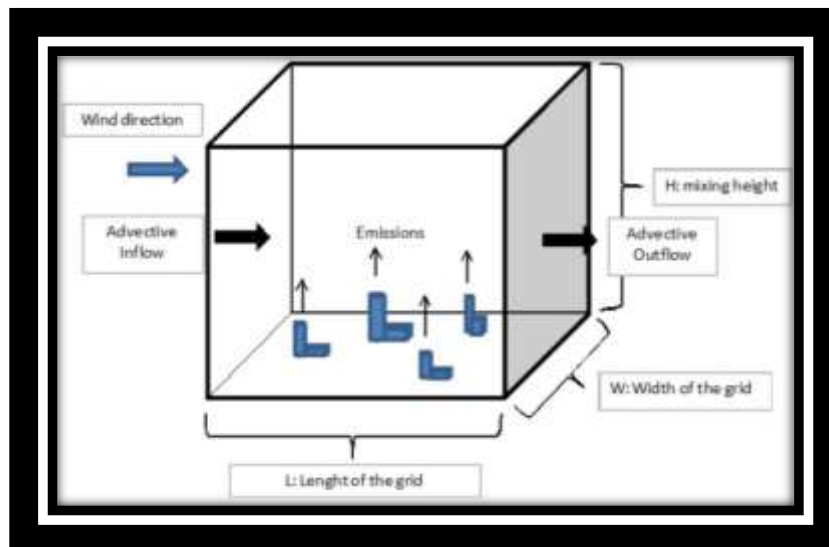 Wind direction
H: mixing height
Advective
Inflow
Emissions
Advective
Outflow
W: Width of the grid
L: Lenght of the grid